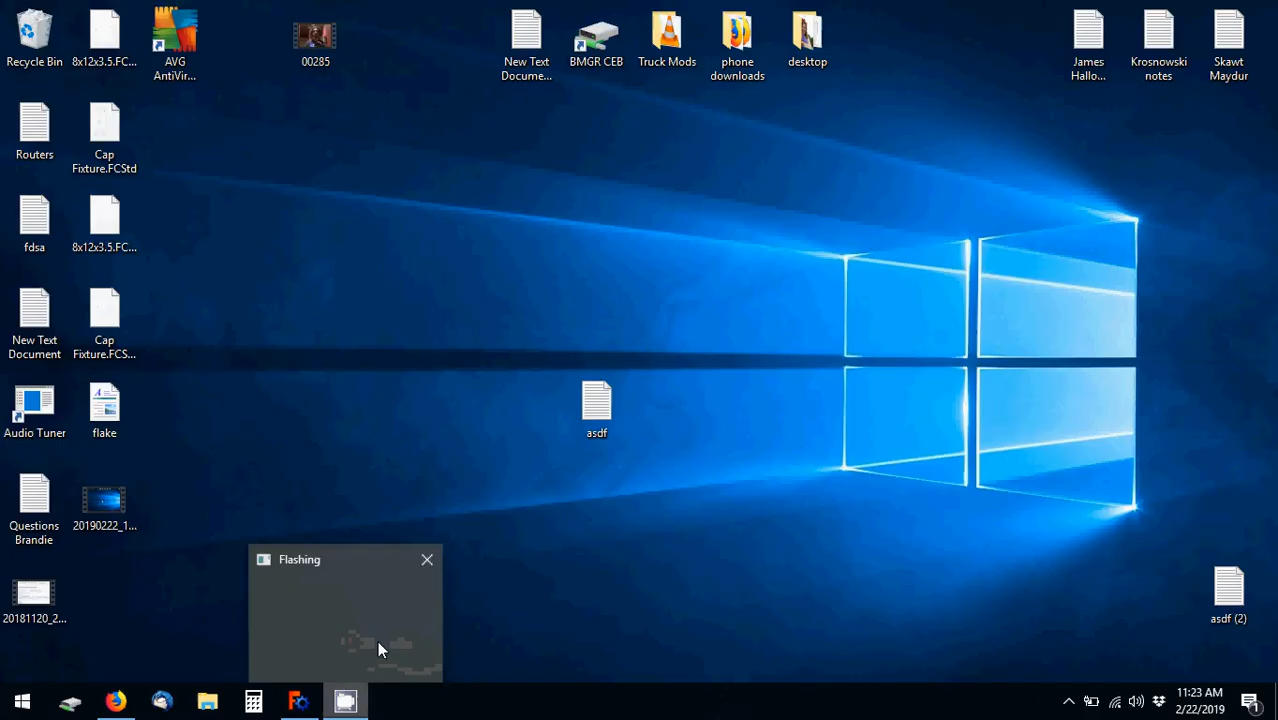 Recycle Bin
8x12x3.5.FC...
AVG
AntiVir...
00285
New Text
Docume...
BMGR CEB
Truck Mods
phone
downloads
desktop
James
Hallo...
Krosnowski
notes
Skawt
Maydur
Routers
Cap
Fixture.FCStd
fdsa
8x12x3.5.FC...
New Text
Document
Cap
Fixture.FCS...
Audio Tuner
flake
asdf
Questions
Brandie
20190222_1...
Flashing
20181120_2...
asdf (2)
11:23 AM
2/22/2019
1